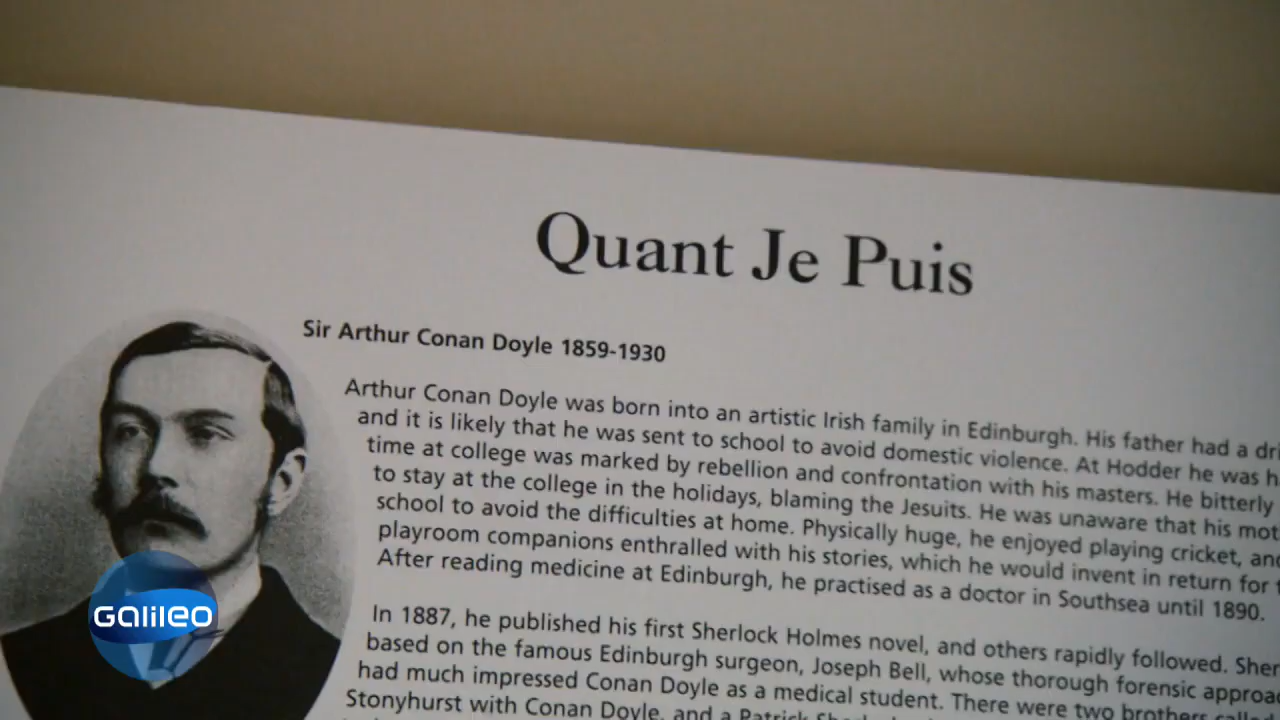 Quant Je Puis
Sir Arthur Conan Doyle 1859-1930
Arthur Conan Doyle was born into an artistic Irish family in Edinburgh. His father had a
and it is likely that he was sent to school to avoid domestic violence. At Hodder he was
time at college was marked by rebellion and confrontation with his masters. He bitterly
to stay at the college in the holidays, blaming the Jesuits. He was unaware that his
school to avoid the difficulties at home. Physically huge, he enjoyed playing cricket,
playroom companions enthralled with his stories, which he would invent in return for
After reading medicine at Edinburgh, he practised as a doctor in Southsea until 1890.
In 1887, he published his first Sherlock Holmes novel, and others rapidly followed.
based on the famous Edinburgh surgeon, Joseph Bell, whose thorough forensic
had much impressed Conan Doyle as a medical student. There were two brothers
Stonyhurst with Conan Doyle, and a Patrick
GALILEO